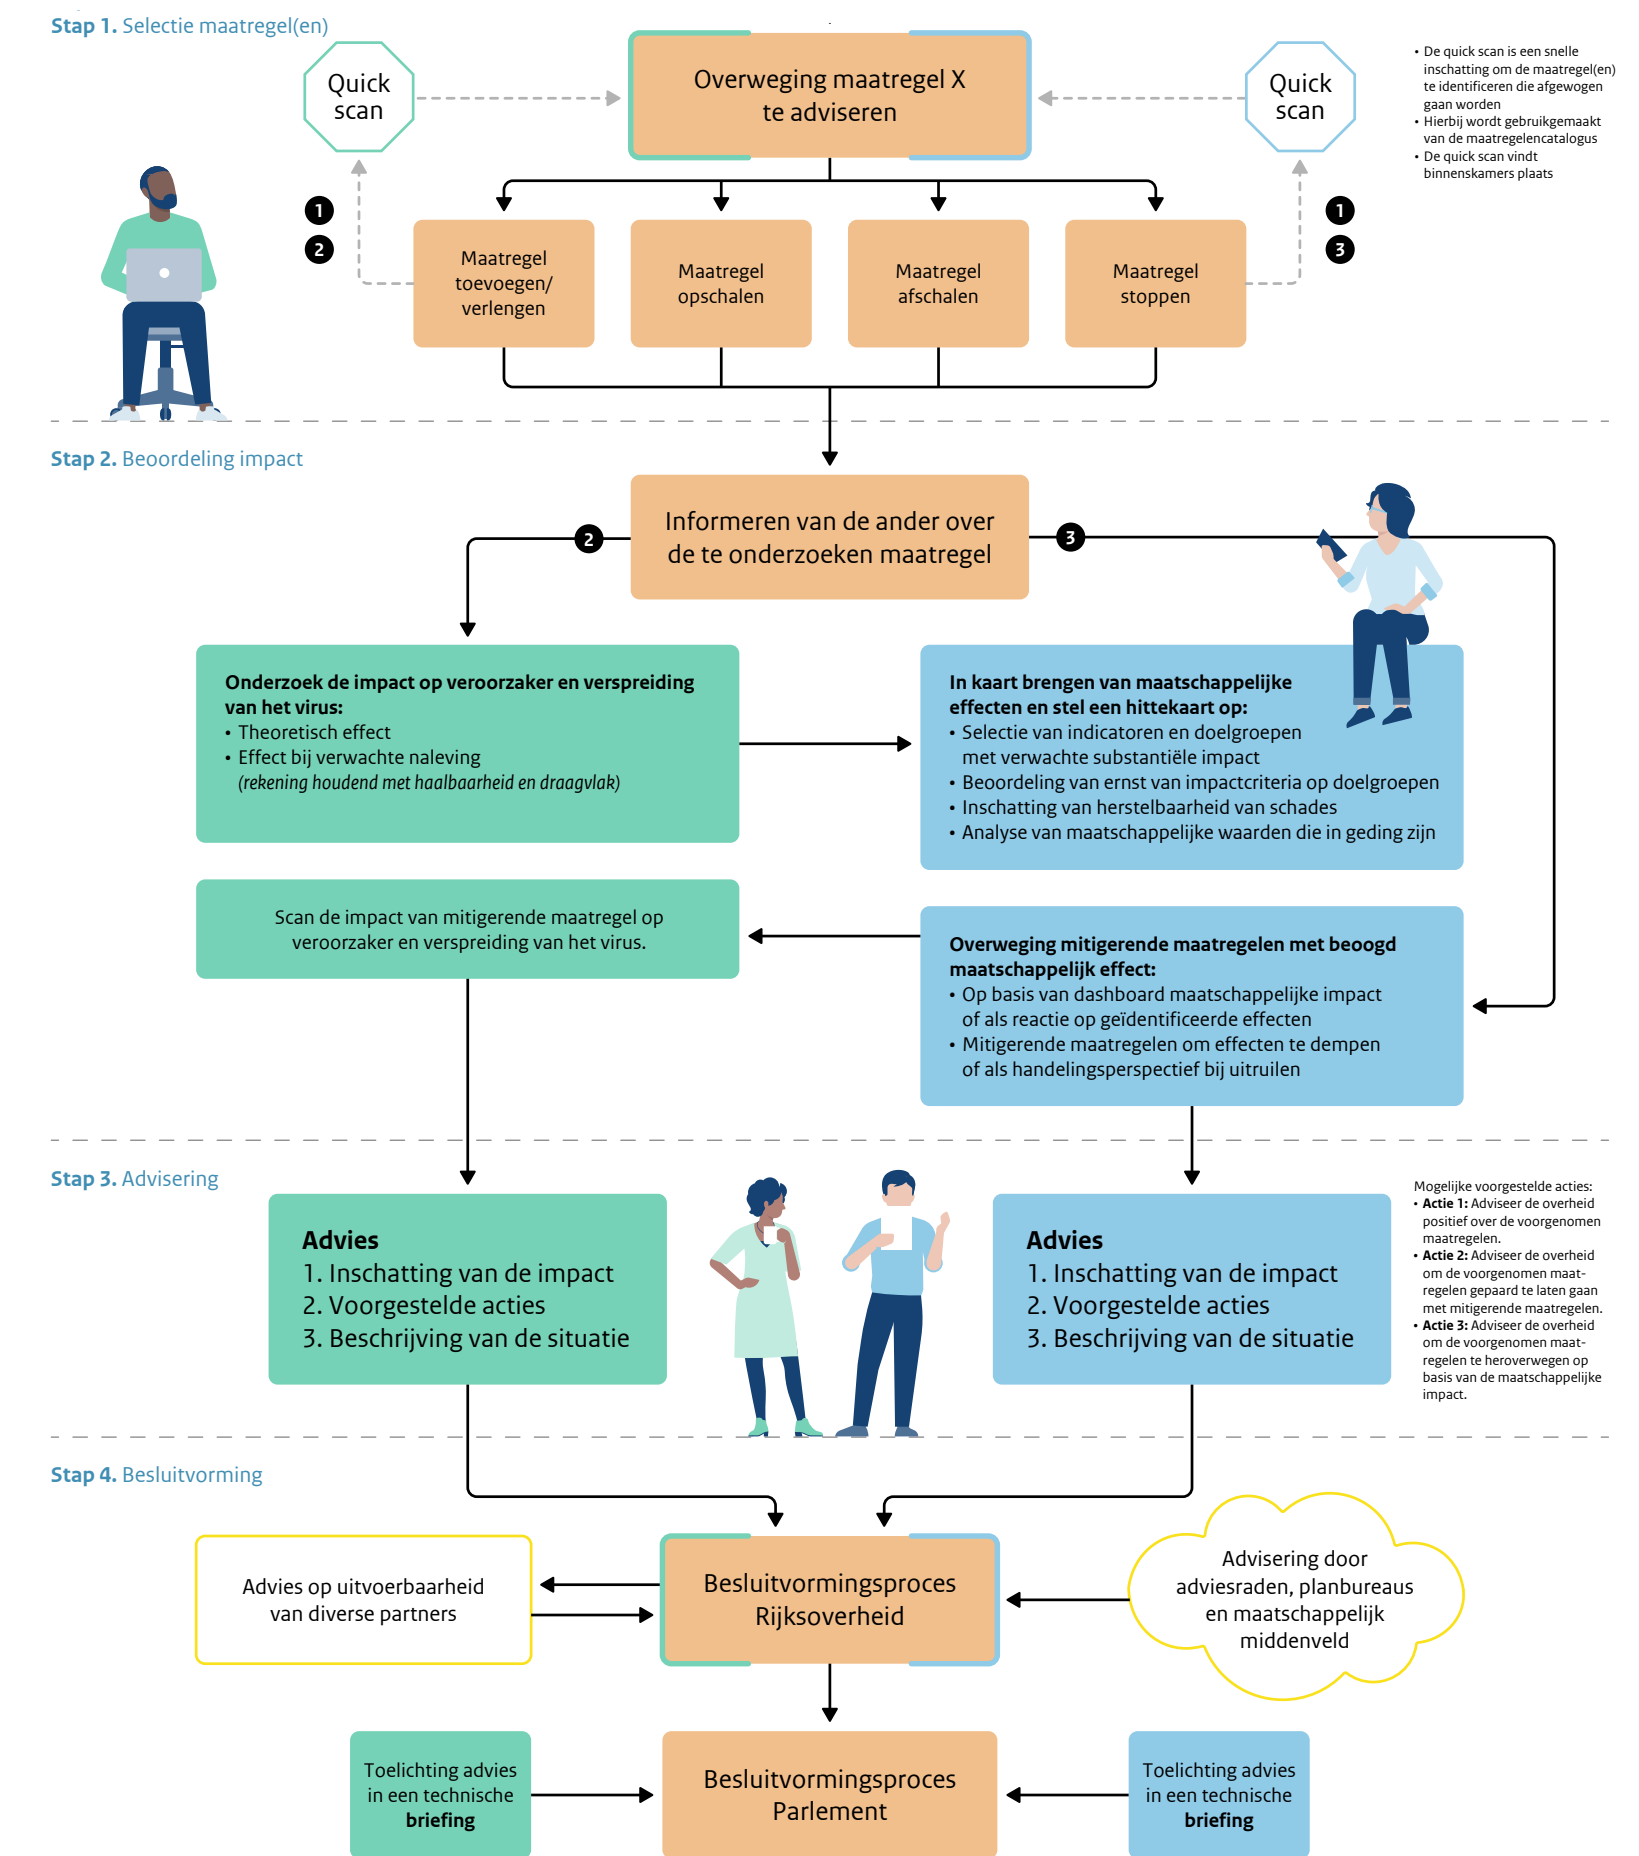 Stap 1. Selectie maatregel(en)
Quick
scan
Overweging maatregel X
te adviseren
Quick
scan
• De quick scan is een snelle
inschatting om de maatregel(en)
te identificeren die afgewogen
gaan worden
• Hierbij wordt gebruikgemaakt
van de maatregelencatalogus
• De quick scan vindt
binnenskamers plaats
1
2
Maatregel
toevoegen/
verlengen
Maatregel
opschalen
Maatregel
afschalen
Maatregel
stoppen
1
3
Stap 2. Beoordeling impact
Informeren van de ander over
de te onderzoeken maatregel
2
3
Onderzoek de impact op veroorzaker en verspreiding
van het virus:
• Theoretisch effect
• Effect bij verwachte naleving
(rekening houdend met haalbaarheid en draagvlak)
In kaart brengen van maatschappelijke
effecten en stel een hittekaart op:
• Selectie van indicatoren en doelgroepen
met verwachte substantiële impact
• Beoordeling van ernst van impactcriteria op doelgroepen
• Inschatting van herstelbaarheid van schades
• Analyse van maatschappelijke waarden die in geding zijn
Scan de impact van mitigerende maatregel op
veroorzaker en verspreiding van het virus.
Overweging mitigerende maatregelen met beoogd
maatschappelijk effect:
• Op basis van dashboard maatschappelijke impact
of als reactie op geïdentificeerde effecten
• Mitigerende maatregelen om effecten te dempen
of als handelingsperspectief bij uitruilen
Stap 3. Advisering
Advies
1. Inschatting van de impact
2. Voorgestelde acties
3. Beschrijving van de situatie
Advies
1. Inschatting van de impact
2. Voorgestelde acties
3. Beschrijving van de situatie
Mogelijke voorgestelde acties:
• Actie 1: Adviseer de overheid
positief over de voorgenomen
maatregelen.
• Actie 2: Adviseer de overheid
om de voorgenomen maat-
regelen gepaard te laten gaan
met mitigerende maatregelen.
• Actie 3: Adviseer de overheid
om de voorgenomen maat-
regelen te heroverwegen op
basis van de maatschappelijke
impact.
Stap 4. Besluitvorming
Advies op uitvoerbaarheid
van diverse partners
Besluitvormingsproces
Rijksoverheid
Advisering door
adviesraden, planbureaus
en maatschappelijk
middenveld
Toelichting advies
in een technische
briefing
Besluitvormingsproces
Parlement
Toelichting advies
in een technische
briefing